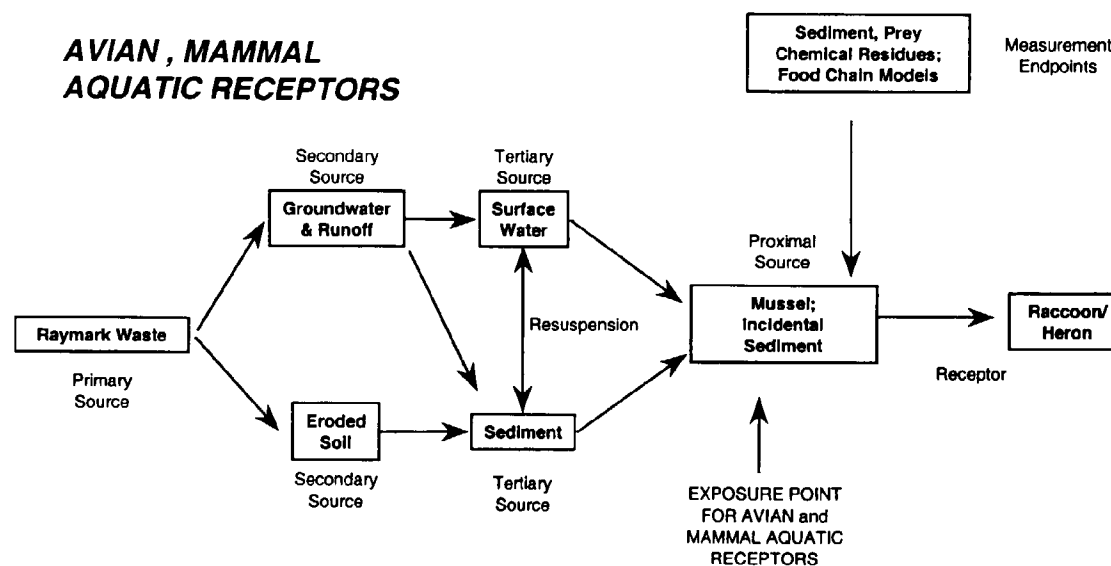 AVIAN , MAMMAL
AQUATIC RECEPTORS
Sediment, Prey
Chemical Residues;
Food Chain Models
Measurement
Endpoints
Secondary
Source
Groundwater
& Runoff
Tertiary
Source
Surface
Water
Proximal
Source
Mussel;
Incidental
Sediment
Raccoon/
Heron
Receptor
Resuspension
Raymark Waste
Primary
Source
Eroded
Soil
Secondary
Source
Sediment
Tertiary
Source
EXPOSURE POINT
FOR AVIAN and
MAMMAL AQUATIC
RECEPTORS